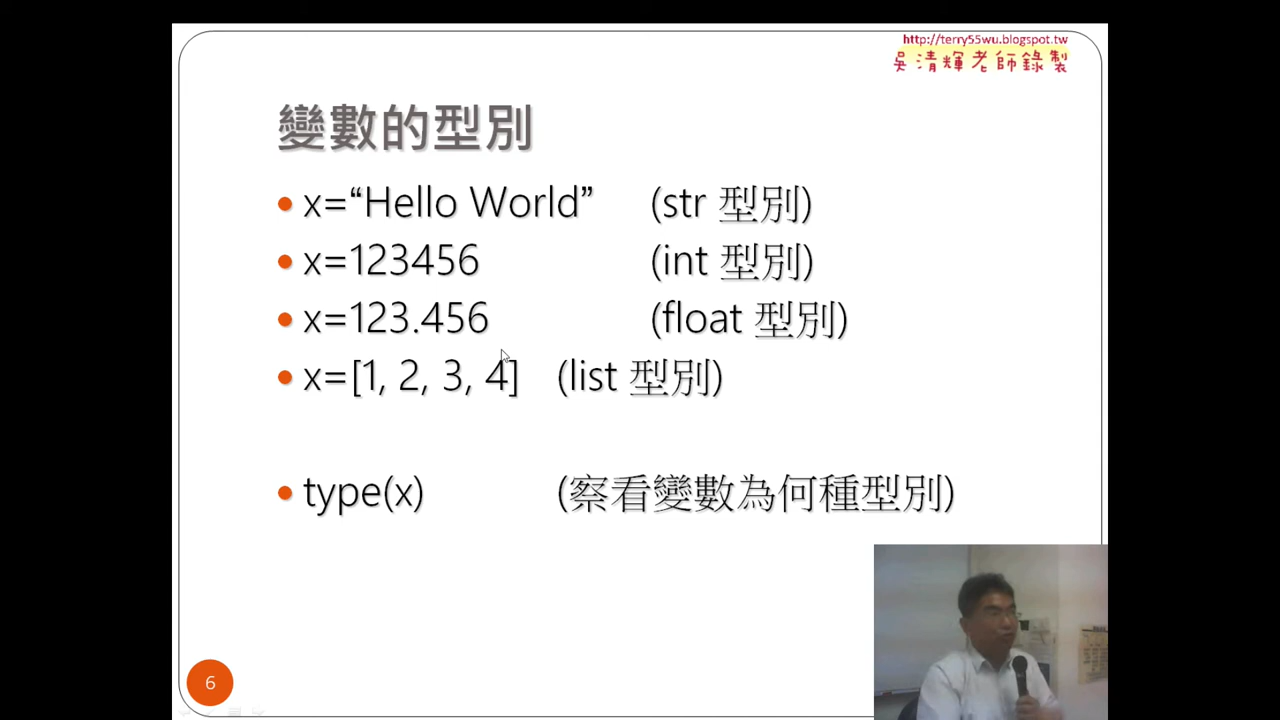 http://terry55wu.blogspot.tw
吳清輝老師錄製
變數的型別
x=“Hello World” (str 型別)
x=123456 (int 型別)
x=123.456 (float 型別)
x=[1, 2, 3, 4] (list 型別)
type(x) (察看變數為何種型別)
6